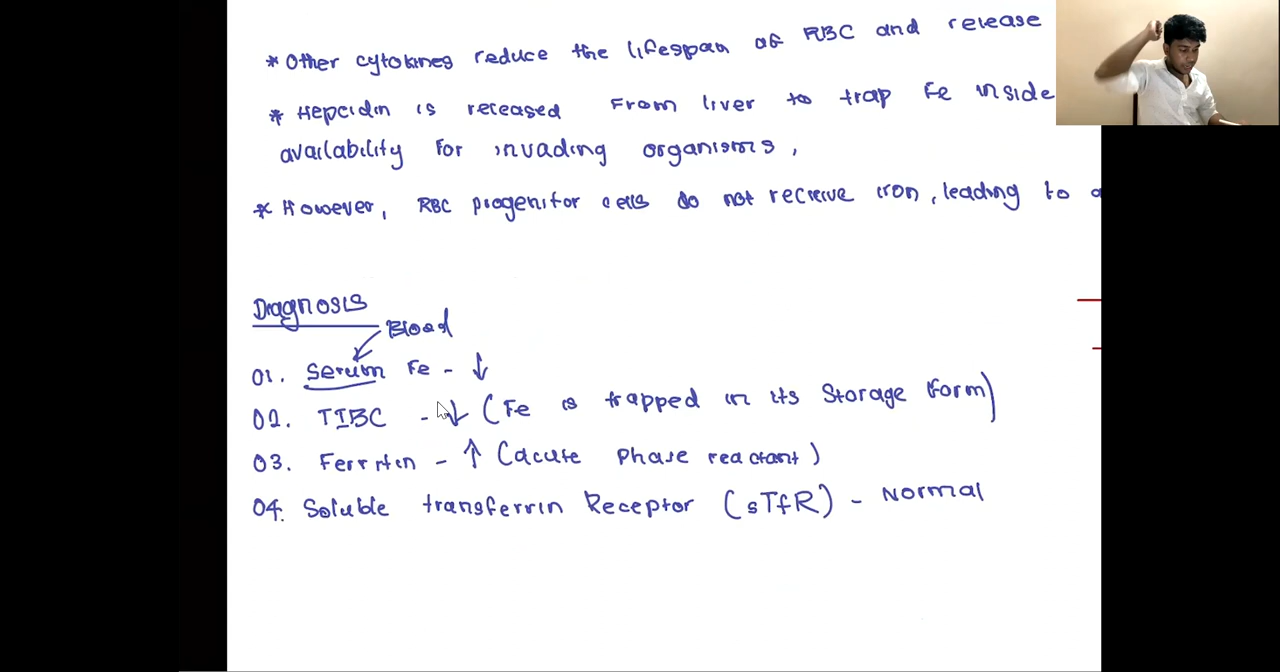 * Other cytokines reduce the lifespan of RBC and release
* Hepcidin is released From liver to trap Fe inside
availability For invading organisms,
* However, RBC progenitor cells do not recieve iron, leading to a
Diagnosis
Blood
01. Serum Fe - ↓
02. TIBC - ↓ (Fe is trapped in its Storage Form)
03. Ferritin - ↑ (acute Phase reactant)
04. Soluble transferrin Receptor (sTfR) - Normal